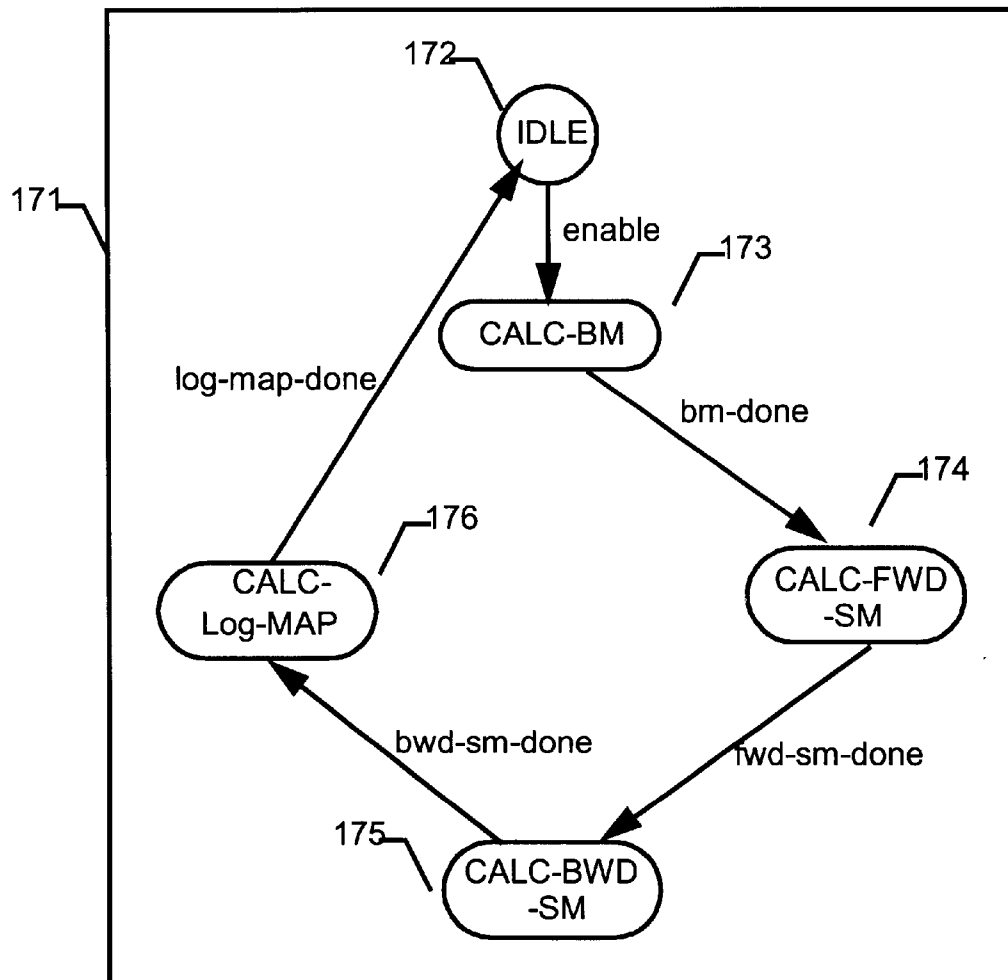 172
IDLE
171
enable
173
CALC-BM
log-map-done
bm-done
174
176
CALC-
Log-MAP
CALC-FWD
-SM
bwd-sm-done
fwd-sm-done
175
CALC-BWD
-SM